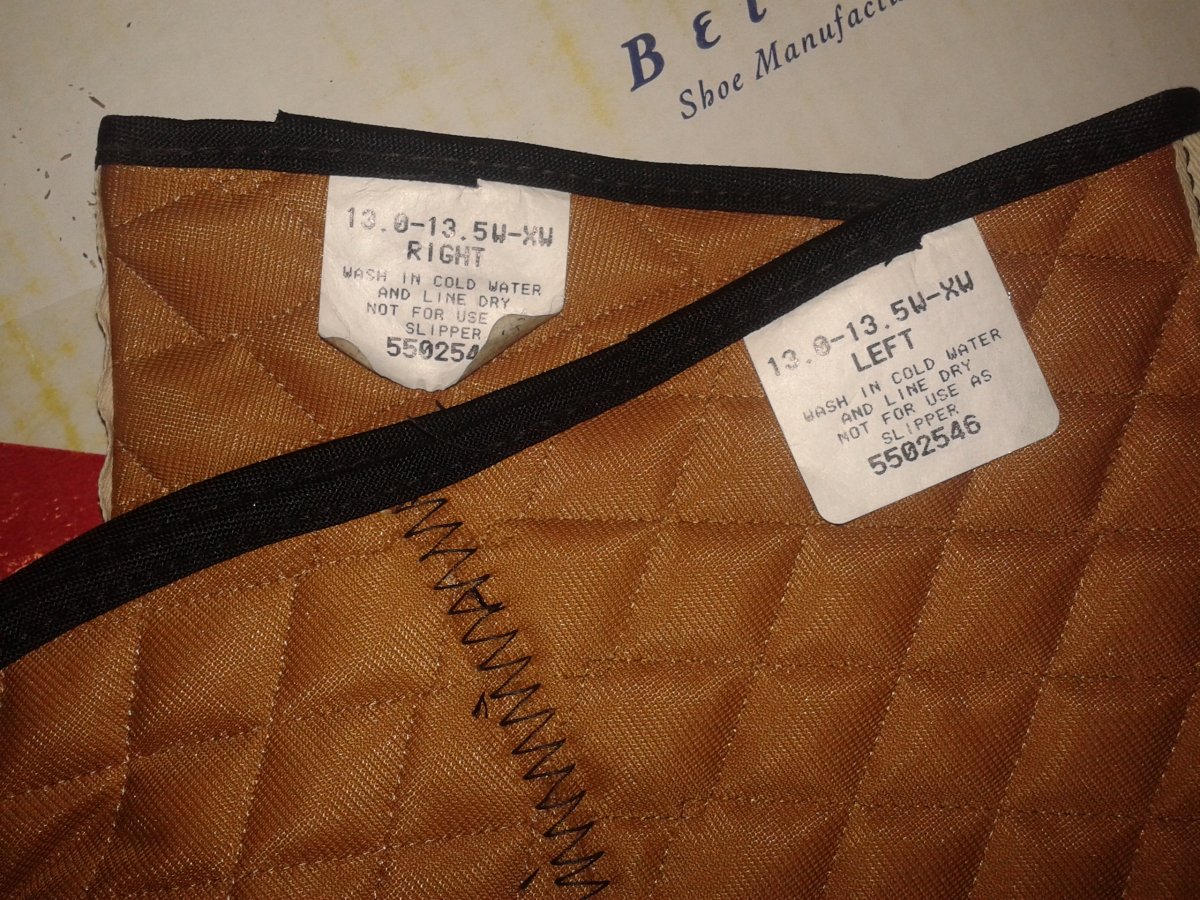 Shoe
13.0-13.5W-XW
RIGHT
WASH IN COLD WATER
AND LINE DRY
NOT FOR USE
SLIPPER
550254
13.0-13.5W-XW
LEFT
WASH IN COLD WATER
AND LINE DRY
NOT FOR USE AS
SLIPPER
5502546